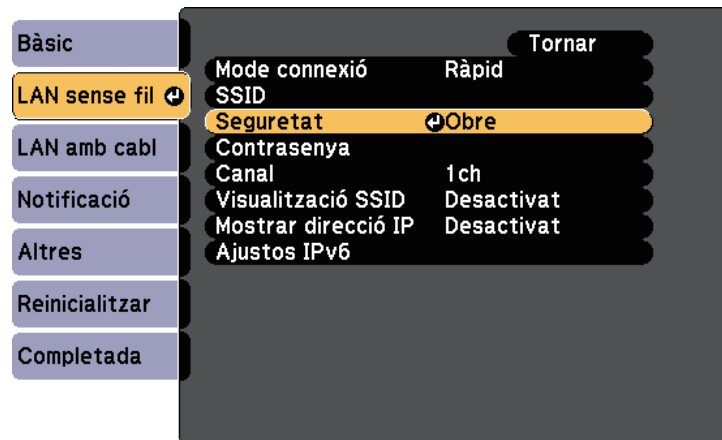 Bàsic
LAN sense fil
LAN amb cabl
Notificació
Altres
Reinicialitzar
Completada
Tornar
Mode connexió Ràpid
SSID
Seguretat Obre
Contrasenya
Canal 1ch
Visualització SSID Desactivat
Mostrar direcció IP Desactivat
Ajustos IPv6